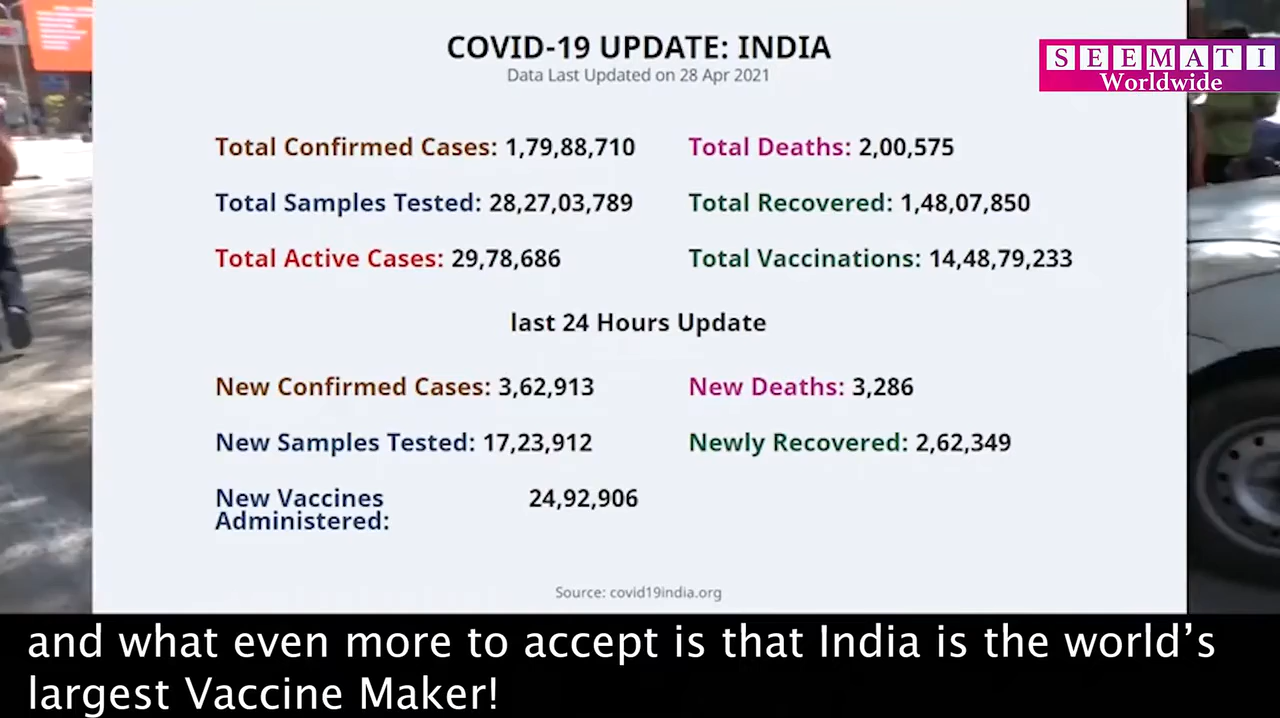 COVID-19 UPDATE: INDIA
Data Last Updated on 28 Apr 2021
SEEMATI
Worldwide
Total Confirmed Cases: 1,79,88,710
Total Deaths: 2,00,575
Total Samples Tested: 28,27,03,789
Total Recovered: 1,48,07,850
Total Active Cases: 29,78,686
Total Vaccinations: 14,48,79,233
last 24 Hours Update
New Confirmed Cases: 3,62,913
New Deaths: 3,286
New Samples Tested: 17,23,912
Newly Recovered: 2,62,349
New Vaccines 24,92,906
Administered:
Source: covid19india.org
and what even more to accept is that India is the world’s
largest Vaccine Maker!